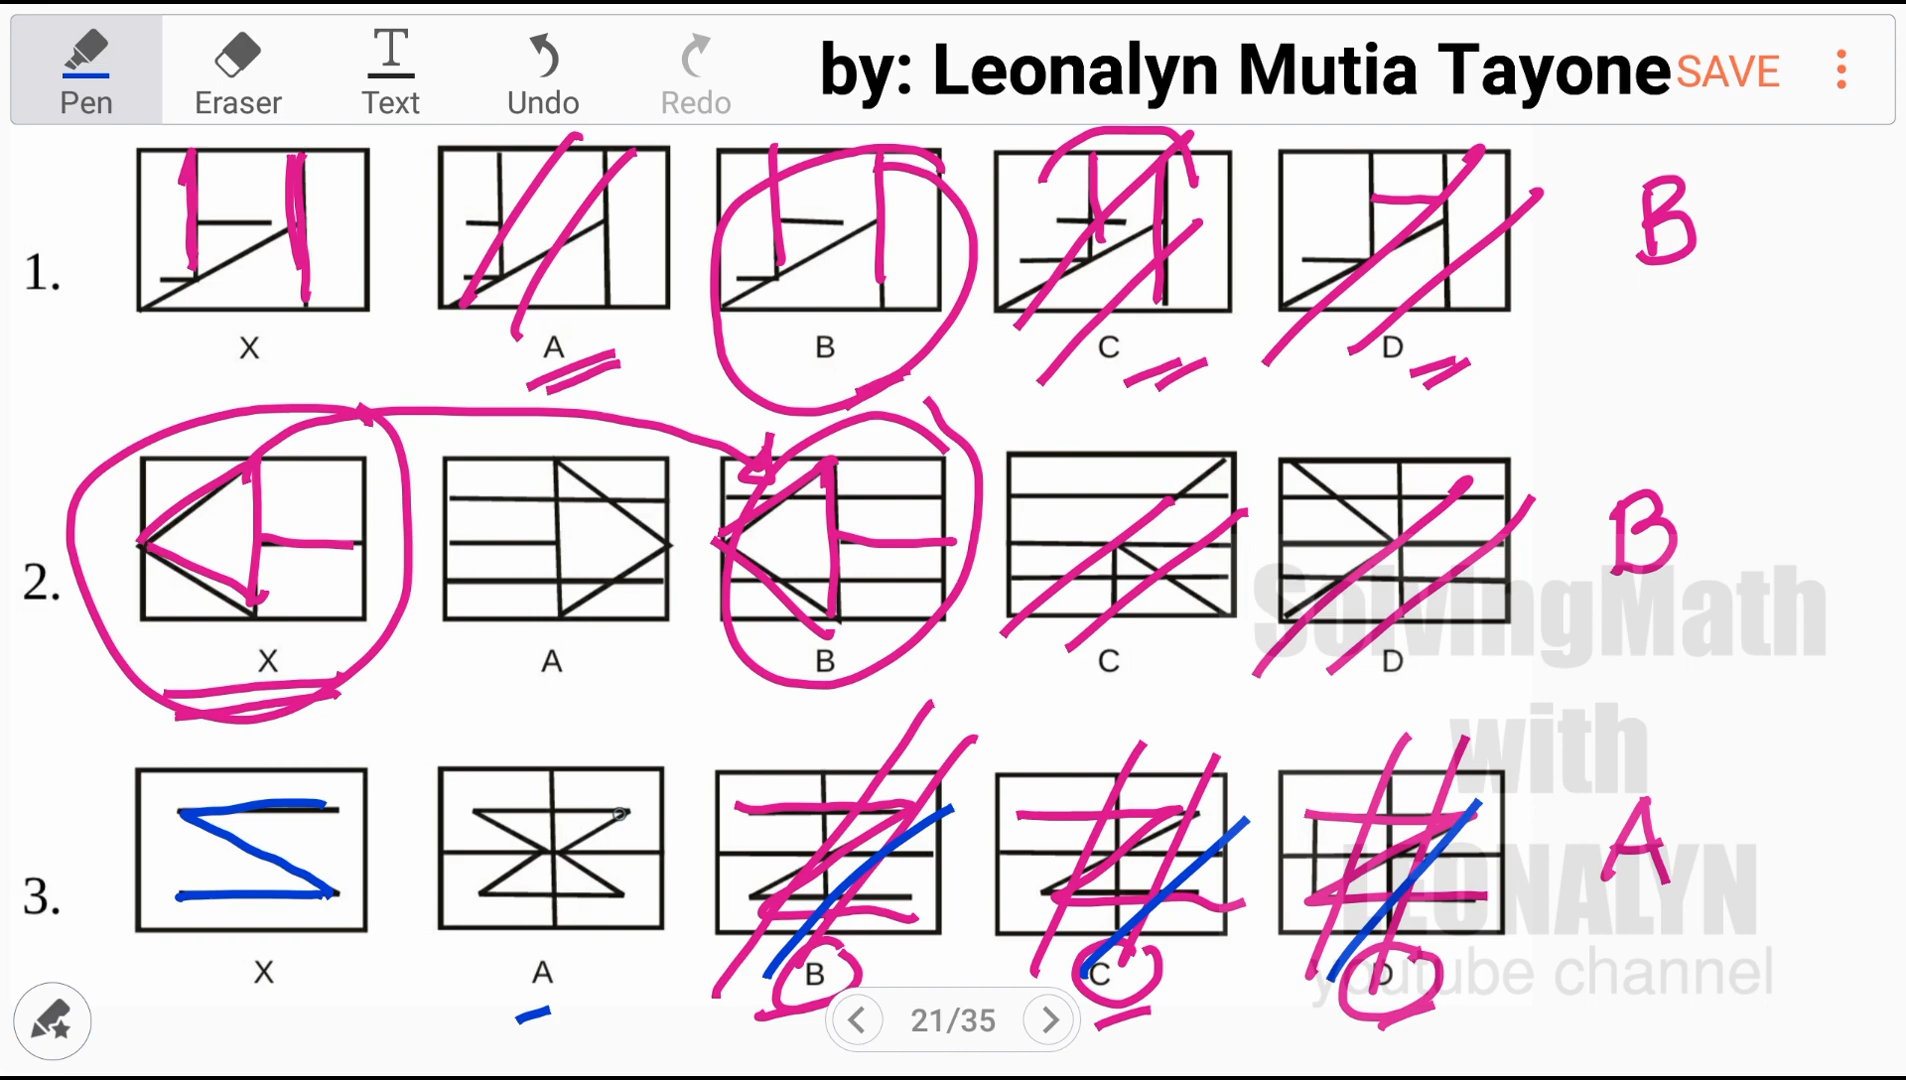 Pen Eraser Text Undo Redo by: Leonalyn Mutia Tayone SAVE
1. B
X A B C D
2. B
X A B C D
3. A
X A B C D
SolvingMath
with
LEONALYN
youtube channel
21/35